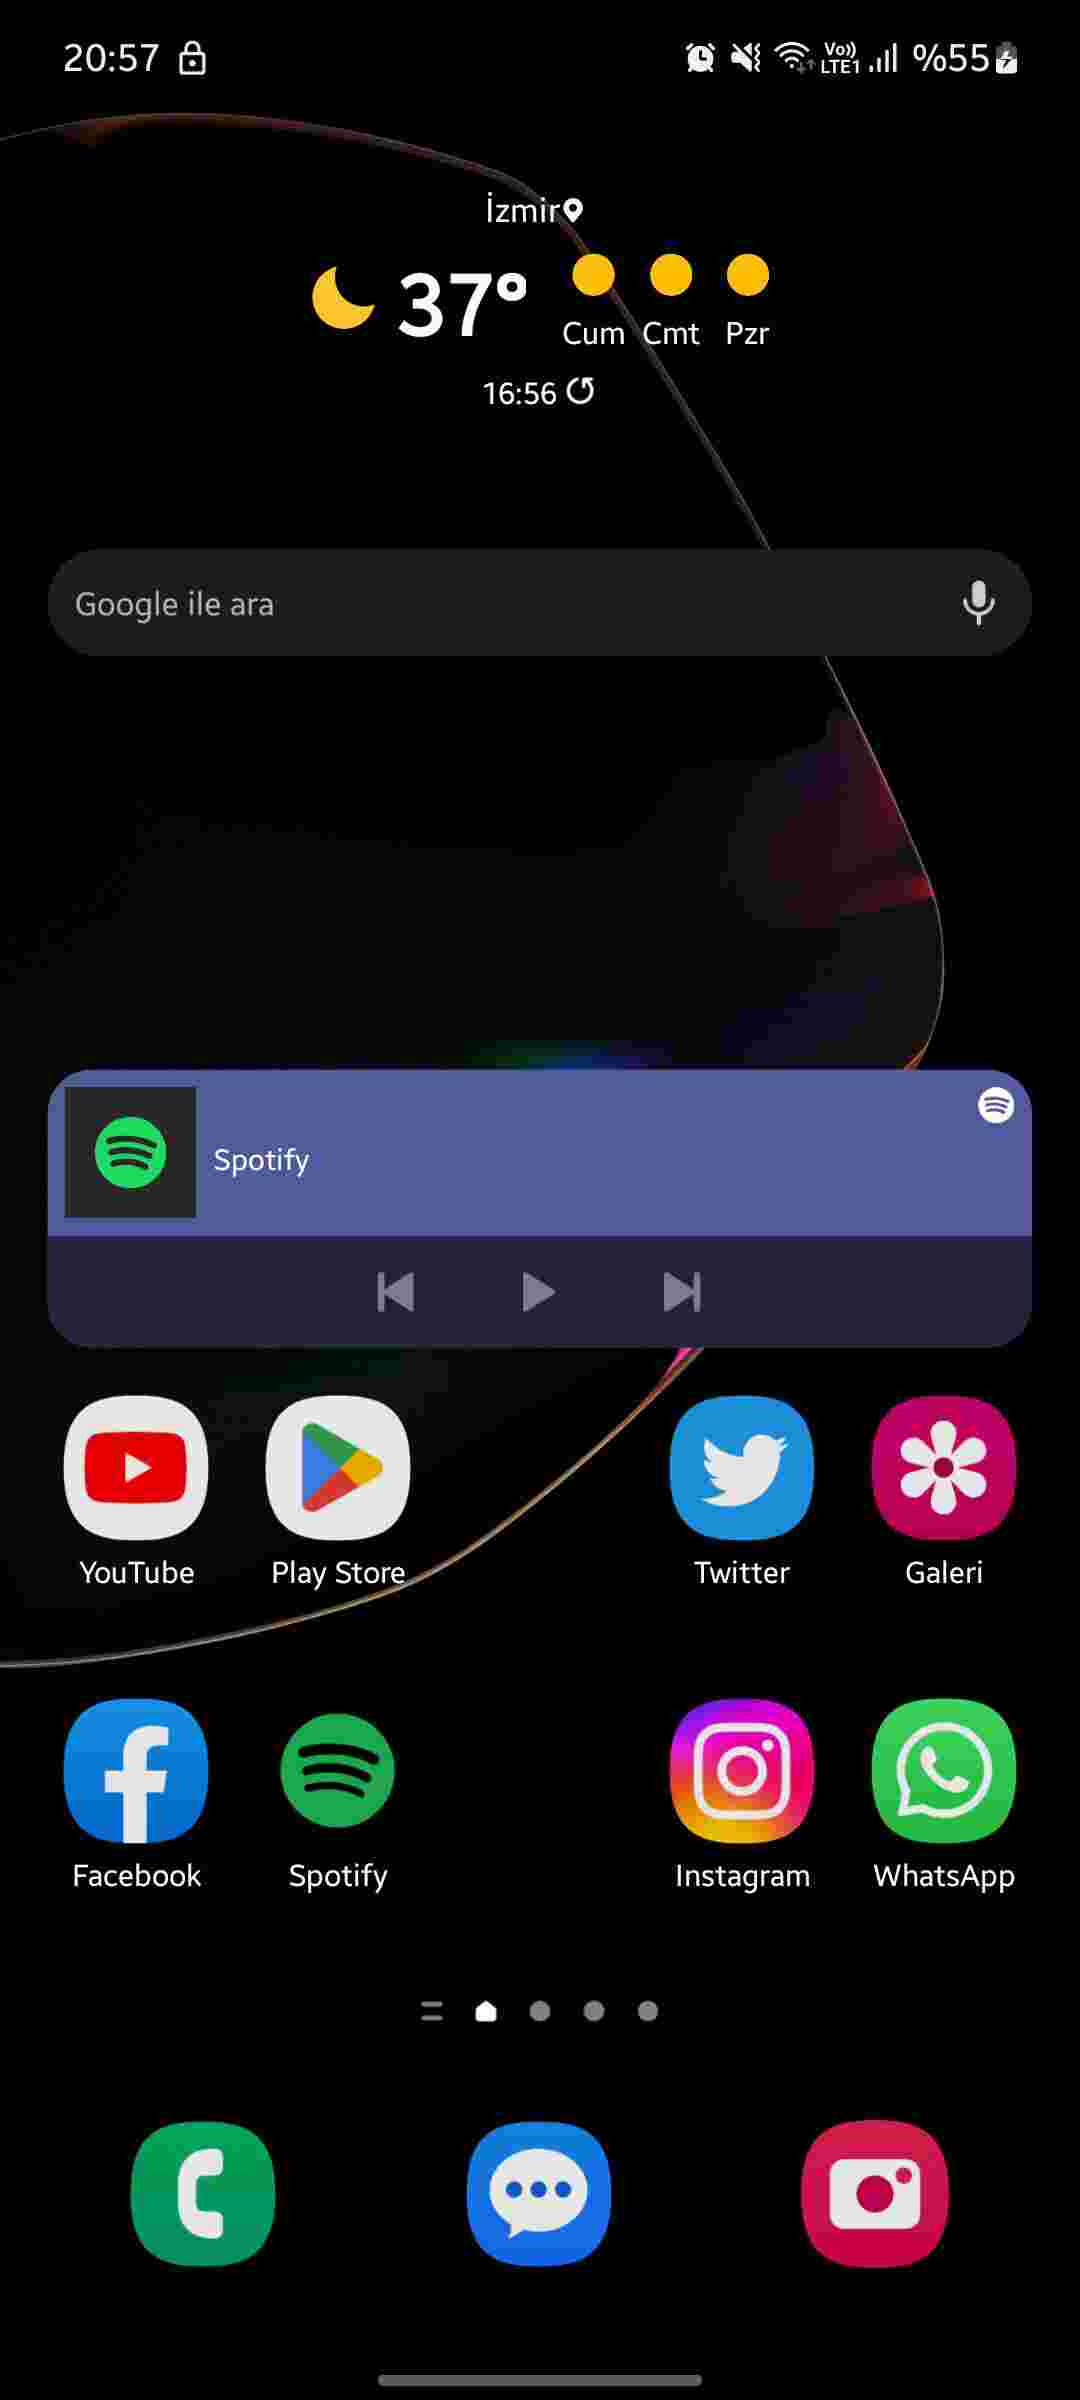 20:57 Vo)) LTE1 %55
İzmir
37°
Cum Cmt Pzr
16:56
Google ile ara
Spotify
YouTube Play Store Twitter Galeri
Facebook Spotify Instagram WhatsApp